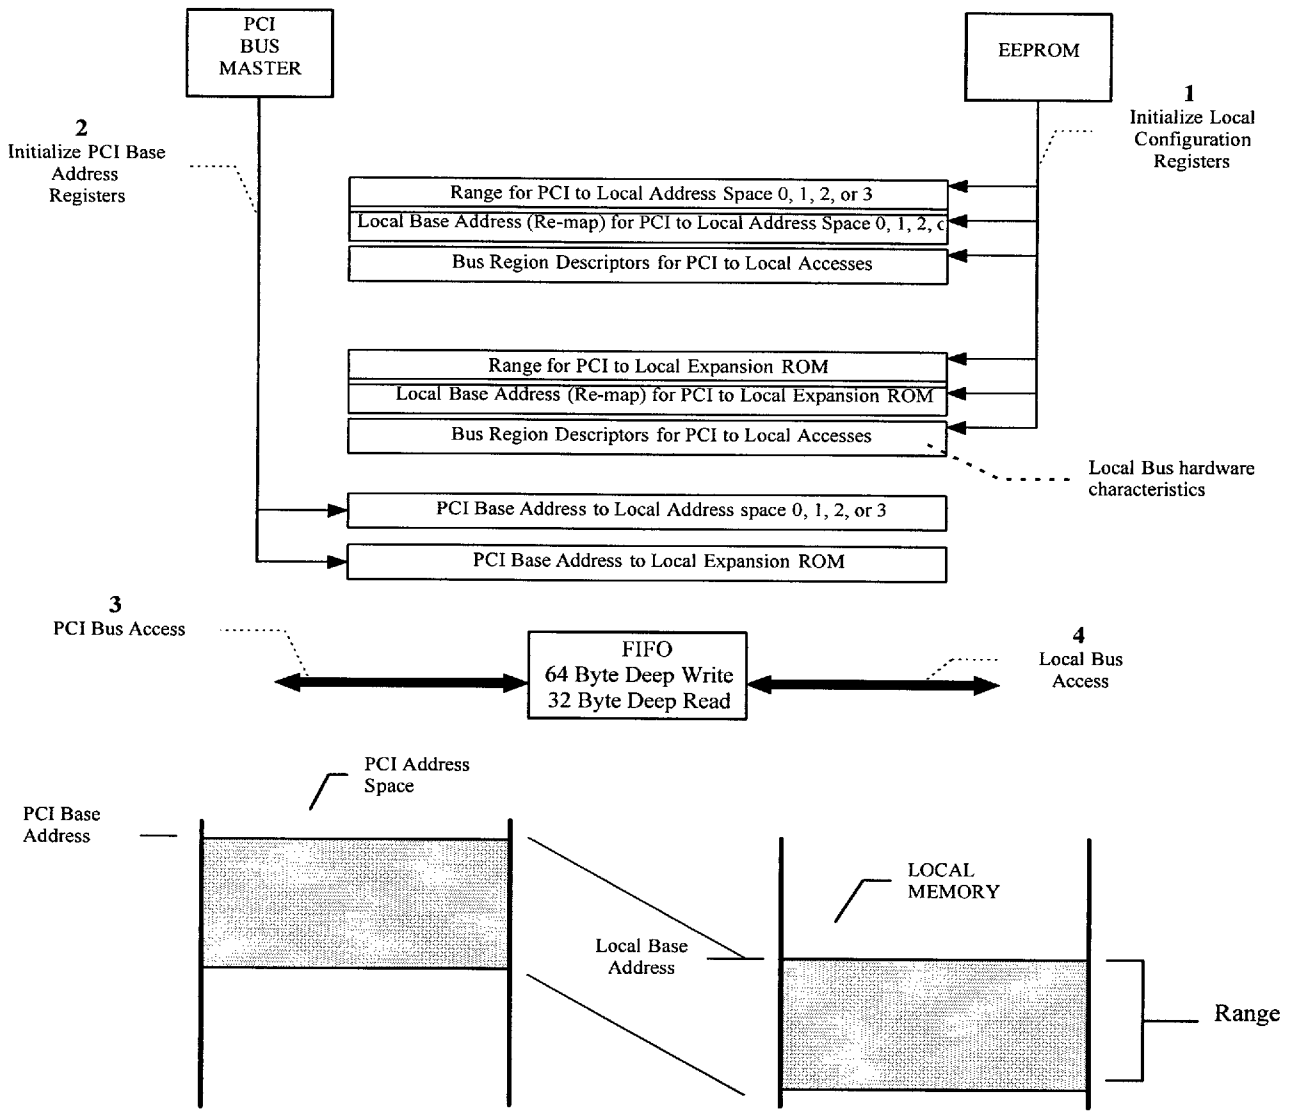 PCI
BUS
MASTER
EEPROM
1
Initialize Local
Configuration
Registers
2
Initialize PCI Base
Address
Registers
Range for PCI to Local Address Space 0, 1, 2, or 3
Local Base Address (Re-map) for PCI to Local Address Space 0, 1, 2,
Bus Region Descriptors for PCI to Local Accesses
Range for PCI to Local Expansion ROM
Local Base Address (Re-map) for PCI to Local Expansion ROM
Bus Region Descriptors for PCI to Local Accesses
Local Bus hardware
characteristics
PCI Base Address to Local Address space 0, 1, 2, or 3
PCI Base Address to Local Expansion ROM
3
PCI Bus Access
FIFO
64 Byte Deep Write
32 Byte Deep Read
4
Local Bus
Access
PCI Address
Space
PCI Base
Address
LOCAL
MEMORY
Local Base
Address
Range